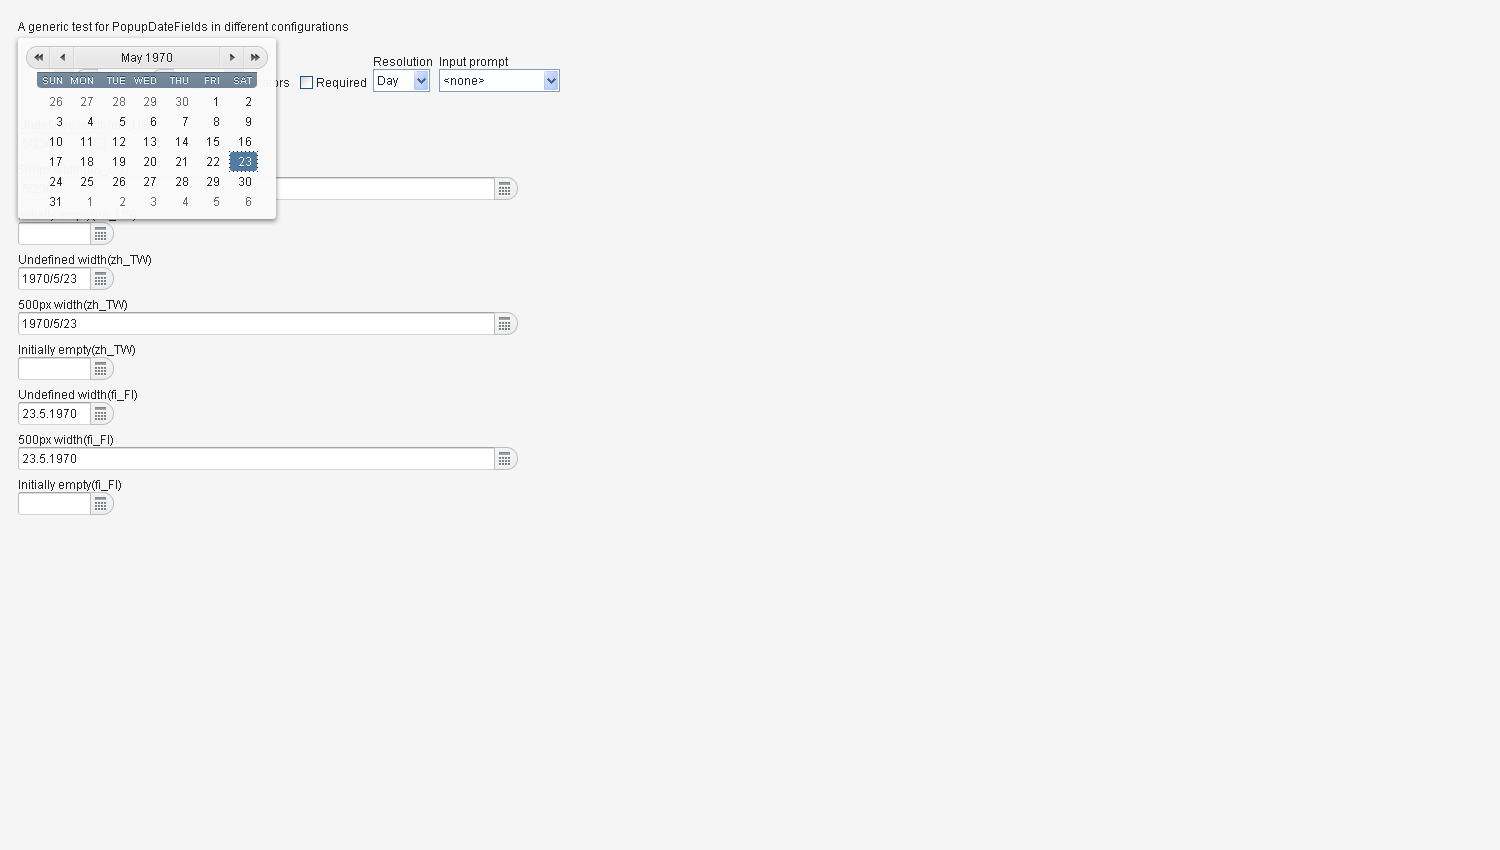 A generic test for PopupDateFields in different configurations
May 1970
SUN MON TUE WED THU FRI SAT
26 27 28 29 30 1 2
3 4 5 6 7 8 9
10 11 12 13 14 15 16
17 18 19 20 21 22 23
24 25 26 27 28 29 30
31 1 2 3 4 5 6
Required
Resolution
Day
Input prompt
<none>
Undefined width(zh_TW)
1970/5/23
500px width(zh_TW)
1970/5/23
Initially empty(zh_TW)
Undefined width(fi_FI)
23.5.1970
500px width(fi_FI)
23.5.1970
Initially empty(fi_FI)